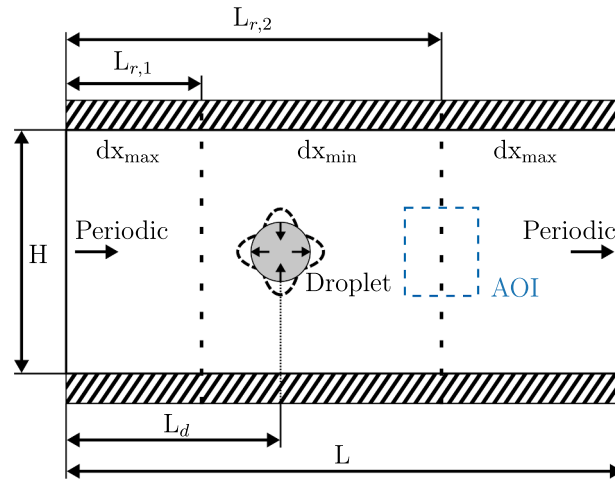 L_{r,2}
L_{r,1}
dx_{max} dx_{min} dx_{max}
Periodic Periodic
H
Droplet
AOI
L_d
L